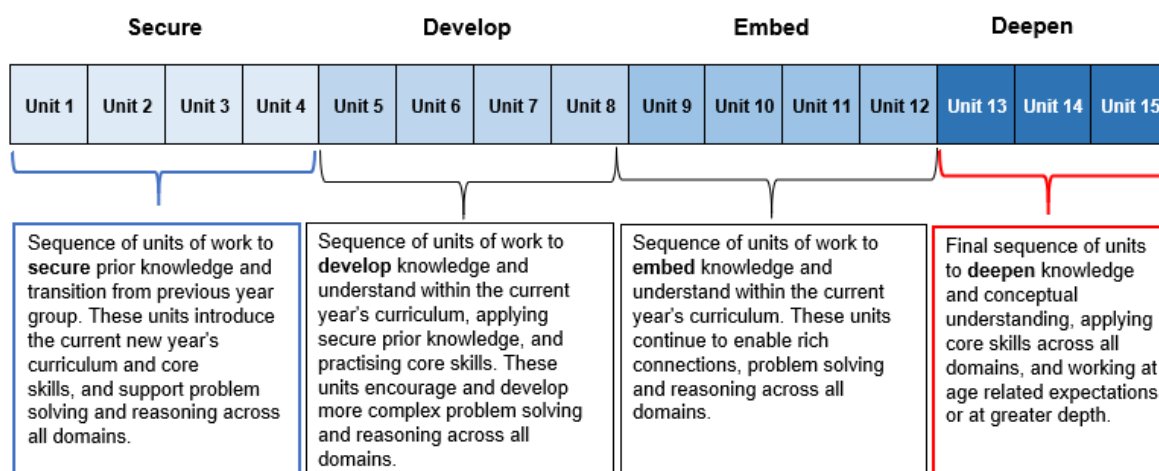 Secure
Develop
Embed
Deepen
Unit 1
Unit 2
Unit 3
Unit 4
Unit 5
Unit 6
Unit 7
Unit 8
Unit 9
Unit 10
Unit 11
Unit 12
Unit 13
Unit 14
Unit 15
Sequence of units of work to
secure prior knowledge and
transition from previous year
group. These units introduce
the current new year's
curriculum and core
skills, and support problem
solving and reasoning across
all domains.
Sequence of units of work to
develop knowledge and
understand within the current
year's curriculum, applying
secure prior knowledge, and
practising core skills. These
units encourage and develop
more complex problem solving
and reasoning across all
domains.
Sequence of units of work to
embed knowledge and
understand within the current
year's curriculum. These units
continue to enable rich
connections, problem solving
and reasoning across all
domains.
Final sequence of units
to deepen knowledge
and conceptual
understanding, applying
core skills across all
domains, and working at
age related expectations
or at greater depth.